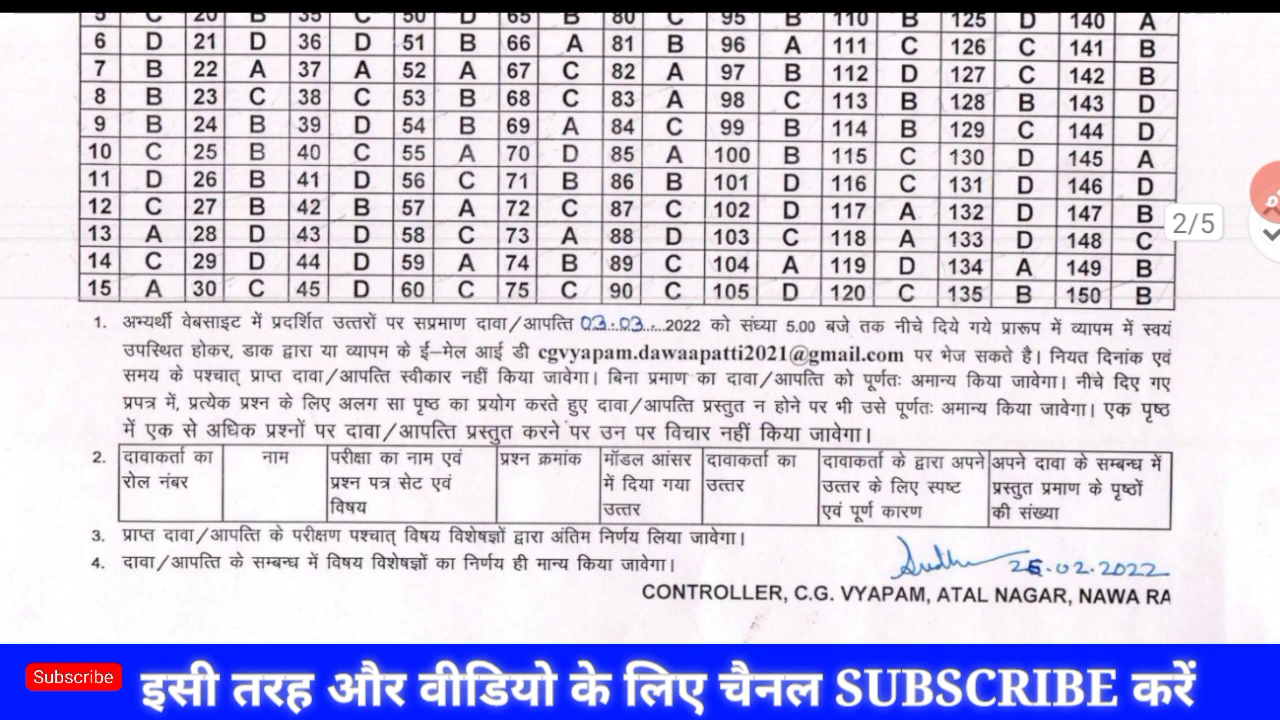 5 C 20 B 35 C 50 D 65 B 80 C 95 B 110 B 125 D 140 A
6 D 21 D 36 D 51 B 66 A 81 B 96 A 111 C 126 C 141 B
7 B 22 A 37 A 52 A 67 C 82 A 97 B 112 D 127 C 142 B
8 B 23 C 38 C 53 B 68 C 83 A 98 C 113 B 128 B 143 D
9 B 24 B 39 D 54 B 69 A 84 C 99 B 114 B 129 C 144 D
10 C 25 B 40 C 55 A 70 D 85 A 100 B 115 C 130 D 145 A
11 D 26 B 41 D 56 C 71 B 86 B 101 D 116 C 131 D 146 D
12 C 27 B 42 B 57 A 72 C 87 C 102 D 117 A 132 D 147 B
13 A 28 D 43 D 58 C 73 A 88 D 103 C 118 A 133 D 148 C
14 C 29 D 44 D 59 A 74 B 89 C 104 A 119 D 134 A 149 B
15 A 30 C 45 D 60 C 75 C 90 C 105 D 120 C 135 B 150 B
2/5
1. अभ्यर्थी वेबसाइट में प्रदर्शित उत्तरों पर सप्रमाण दावा/आपत्ति 03.03...2022 को संध्या 5.00 बजे तक नीचे दिये गये प्रारूप में व्यापम में स्वयं
उपस्थित होकर, डाक द्वारा या व्यापम के ई–मेल आई डी cgvyapam.dawaapatti2021@gmail.com पर भेज सकते है। नियत दिनांक एवं
समय के पश्चात् प्राप्त दावा/आपत्ति स्वीकार नहीं किया जावेगा। बिना प्रमाण का दावा/आपत्ति को पूर्णतः अमान्य किया जावेगा। नीचे दिए गए
प्रपत्र में, प्रत्येक प्रश्न के लिए अलग सा पृष्ठ का प्रयोग करते हुए दावा/आपत्ति प्रस्तुत न होने पर भी उसे पूर्णतः अमान्य किया जावेगा। एक पृष्ठ
में एक से अधिक प्रश्नों पर दावा/आपत्ति प्रस्तुत करने पर उन पर विचार नहीं किया जावेगा।
2. दावाकर्ता का नाम परीक्षा का नाम एवं प्रश्न क्रमांक मॉडल आंसर दावाकर्ता का दावाकर्ता के द्वारा अपने अपने दावा के सम्बन्ध में
रोल नंबर प्रश्न पत्र सेट एवं में दिया गया उत्तर उत्तर के लिए स्पष्ट प्रस्तुत प्रमाण के पृष्ठों
विषय उत्तर एवं पूर्ण कारण की संख्या
3. प्राप्त दावा/आपत्ति के परीक्षण पश्चात् विषय विशेषज्ञों द्वारा अंतिम निर्णय लिया जावेगा।
4. दावा/आपत्ति के सम्बन्ध में विषय विशेषज्ञों का निर्णय ही मान्य किया जावेगा।
25.02.2022
CONTROLLER, C.G. VYAPAM, ATAL NAGAR, NAWA RA
Subscribe
इसी तरह और वीडियो के लिए चैनल SUBSCRIBE करें